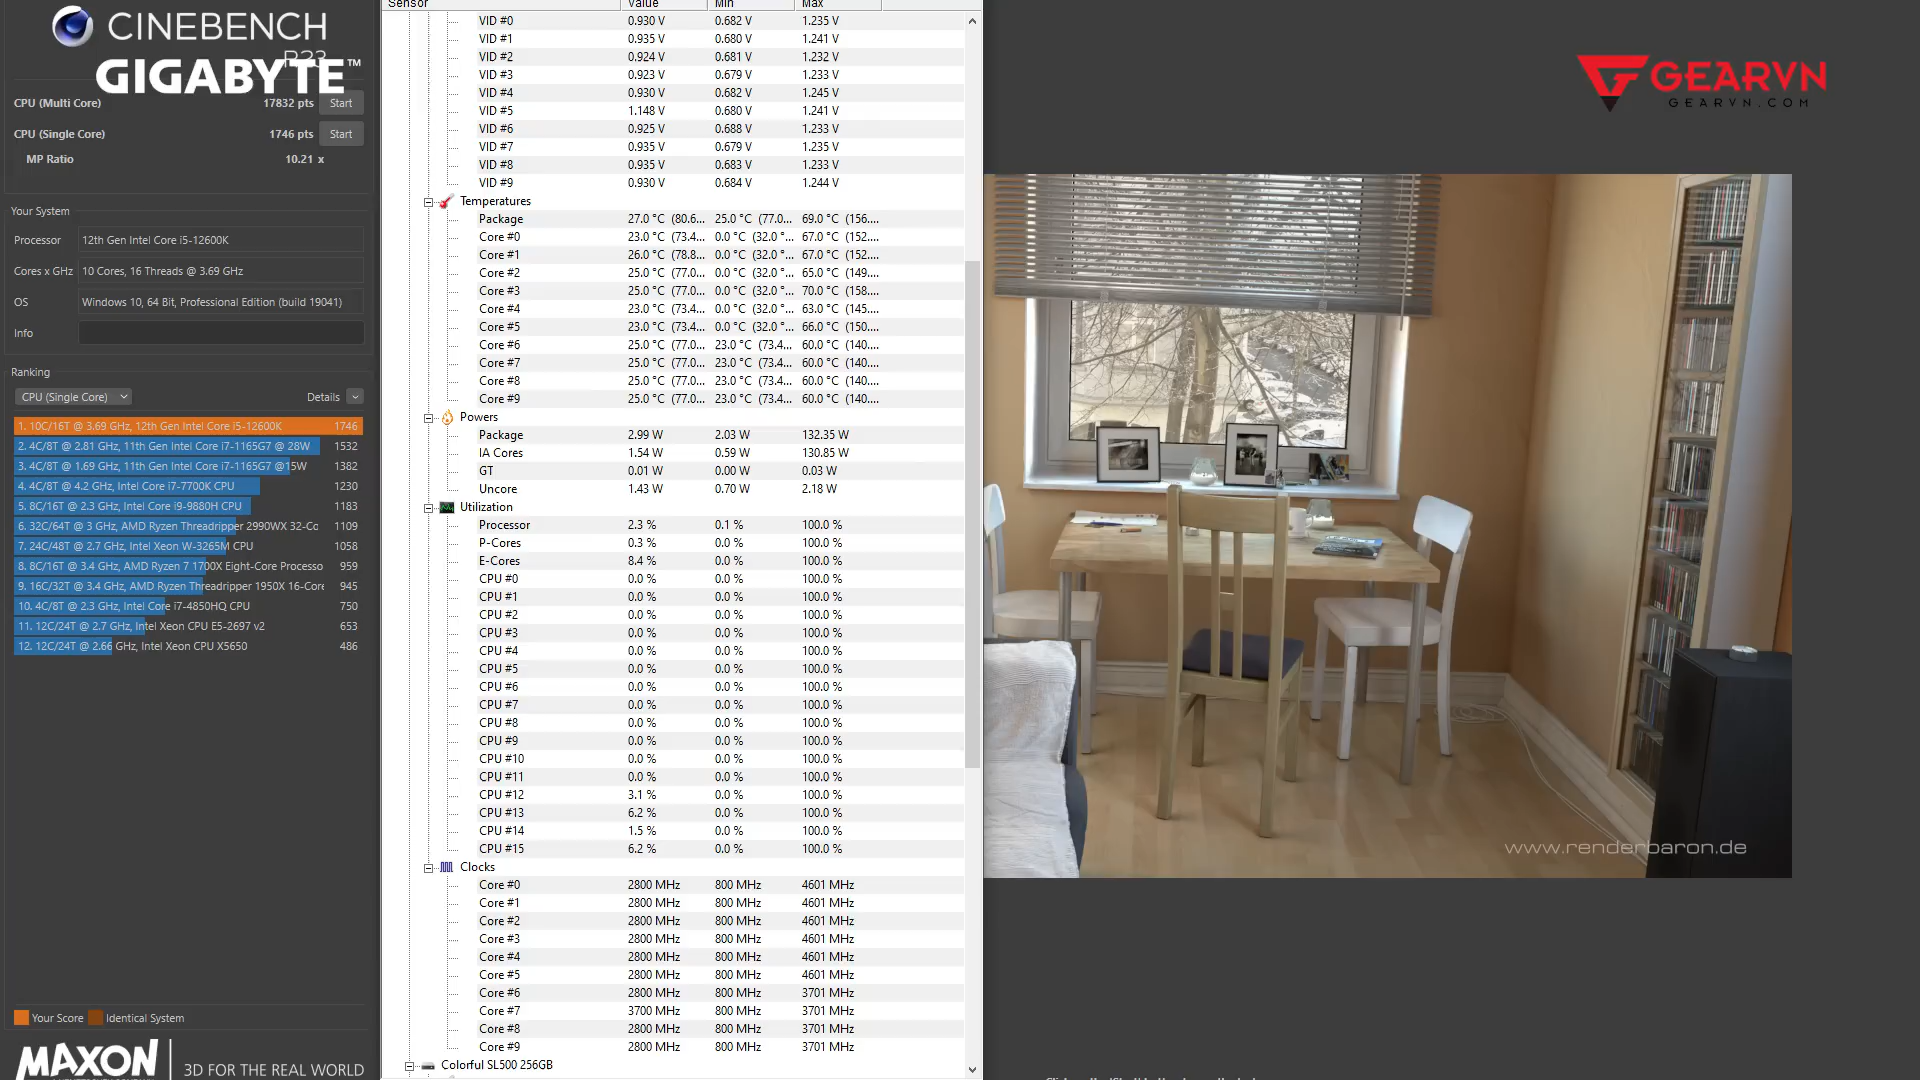 CINEBENCH
R23
GIGABYTE™
CPU (Multi Core) 17832 pts Start
CPU (Single Core) 1746 pts Start
MP Ratio 10.21 x
Your System
Processor 12th Gen Intel Core i5-12600K
Cores x GHz 10 Cores, 16 Threads @ 3.69 GHz
OS Windows 10, 64 Bit, Professional Edition (build 19041)
Info
Ranking
CPU (Single Core) Details
1. 10C/16T @ 3.69 GHz, 12th Gen Intel Core i5-12600K 1746
2. 4C/8T @ 2.81 GHz, 11th Gen Intel Core i7-1165G7 @ 28W 1532
3. 4C/8T @ 1.69 GHz, 11th Gen Intel Core i7-1165G7 @15W 1382
4. 4C/8T @ 4.2 GHz, Intel Core i7-7700K CPU 1230
5. 8C/16T @ 2.3 GHz, Intel Core i9-9880H CPU 1183
6. 32C/64T @ 3 GHz, AMD Ryzen Threadripper 2990WX 32-Co 1109
7. 24C/48T @ 2.7 GHz, Intel Xeon W-3265M CPU 1058
8. 8C/16T @ 3.4 GHz, AMD Ryzen 7 1700X Eight-Core Processo 959
9. 16C/32T @ 3.4 GHz, AMD Ryzen Threadripper 1950X 16-Core 945
10. 4C/8T @ 2.3 GHz, Intel Core i7-4850HQ CPU 750
11. 12C/24T @ 2.7 GHz, Intel Xeon CPU E5-2697 v2 653
12. 12C/24T @ 2.66 GHz, Intel Xeon CPU X5650 486
Your Score Identical System
MAXON 3D FOR THE REAL WORLD
Sensor Value Min Max
VID #0 0.930 V 0.682 V 1.235 V
VID #1 0.935 V 0.680 V 1.241 V
VID #2 0.924 V 0.681 V 1.232 V
VID #3 0.923 V 0.679 V 1.233 V
VID #4 0.930 V 0.682 V 1.245 V
VID #5 1.148 V 0.680 V 1.241 V
VID #6 0.925 V 0.688 V 1.233 V
VID #7 0.935 V 0.679 V 1.235 V
VID #8 0.935 V 0.683 V 1.233 V
VID #9 0.930 V 0.684 V 1.244 V
Temperatures
Package 27.0 °C (80.6... 25.0 °C (77.0... 69.0 °C (156....
Core #0 23.0 °C (73.4... 0.0 °C (32.0 °... 67.0 °C (152....
Core #1 26.0 °C (78.8... 0.0 °C (32.0 °... 67.0 °C (152....
Core #2 25.0 °C (77.0... 0.0 °C (32.0 °... 65.0 °C (149....
Core #3 25.0 °C (77.0... 0.0 °C (32.0 °... 70.0 °C (158....
Core #4 23.0 °C (73.4... 0.0 °C (32.0 °... 63.0 °C (145....
Core #5 23.0 °C (73.4... 0.0 °C (32.0 °... 66.0 °C (150....
Core #6 25.0 °C (77.0... 23.0 °C (73.4... 60.0 °C (140....
Core #7 25.0 °C (77.0... 23.0 °C (73.4... 60.0 °C (140....
Core #8 25.0 °C (77.0... 23.0 °C (73.4... 60.0 °C (140....
Core #9 25.0 °C (77.0... 23.0 °C (73.4... 60.0 °C (140....
Powers
Package 2.99 W 2.03 W 132.35 W
IA Cores 1.54 W 0.59 W 130.85 W
GT 0.01 W 0.00 W 0.03 W
Uncore 1.43 W 0.70 W 2.18 W
Utilization
Processor 2.3 % 0.1 % 100.0 %
P-Cores 0.3 % 0.0 % 100.0 %
E-Cores 8.4 % 0.0 % 100.0 %
CPU #0 0.0 % 0.0 % 100.0 %
CPU #1 0.0 % 0.0 % 100.0 %
CPU #2 0.0 % 0.0 % 100.0 %
CPU #3 0.0 % 0.0 % 100.0 %
CPU #4 0.0 % 0.0 % 100.0 %
CPU #5 0.0 % 0.0 % 100.0 %
CPU #6 0.0 % 0.0 % 100.0 %
CPU #7 0.0 % 0.0 % 100.0 %
CPU #8 0.0 % 0.0 % 100.0 %
CPU #9 0.0 % 0.0 % 100.0 %
CPU #10 0.0 % 0.0 % 100.0 %
CPU #11 0.0 % 0.0 % 100.0 %
CPU #12 3.1 % 0.0 % 100.0 %
CPU #13 6.2 % 0.0 % 100.0 %
CPU #14 1.5 % 0.0 % 100.0 %
CPU #15 6.2 % 0.0 % 100.0 %
Clocks
Core #0 2800 MHz 800 MHz 4601 MHz
Core #1 2800 MHz 800 MHz 4601 MHz
Core #2 2800 MHz 800 MHz 4601 MHz
Core #3 2800 MHz 800 MHz 4601 MHz
Core #4 2800 MHz 800 MHz 4601 MHz
Core #5 2800 MHz 800 MHz 4601 MHz
Core #6 2800 MHz 800 MHz 3701 MHz
Core #7 3700 MHz 800 MHz 3701 MHz
Core #8 2800 MHz 800 MHz 3701 MHz
Core #9 2800 MHz 800 MHz 3701 MHz
Colorful SL500 256GB
GEARVN
GEARVN.COM
www.renderbaron.de